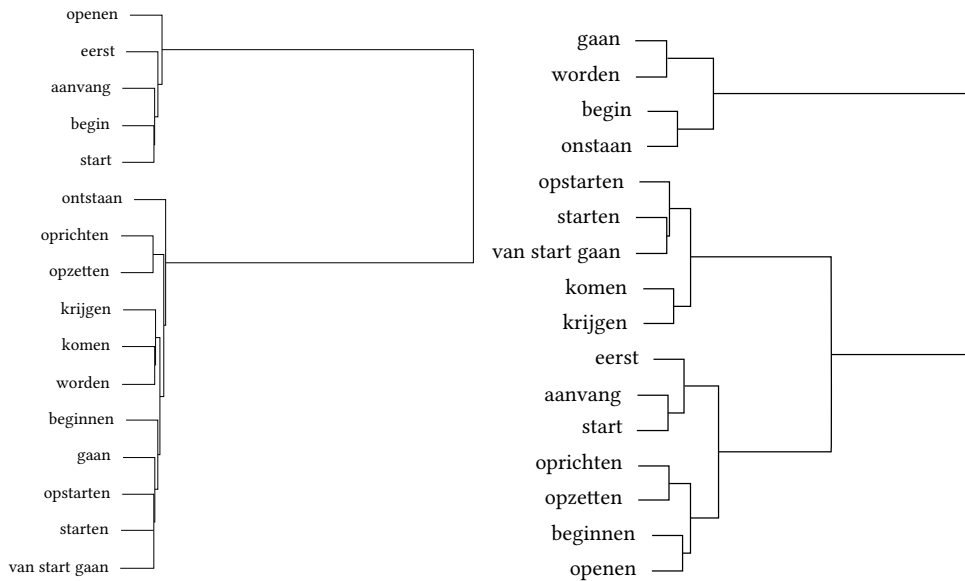 openen
eerst
aanvang
begin
start
ontstaan
oprichten
opzetten
krijgen
komen
worden
beginnen
gaan
opstarten
starten
van start gaan
gaan
worden
begin
onstaan
opstarten
starten
van start gaan
komen
krijgen
eerst
aanvang
start
oprichten
opzetten
beginnen
openen